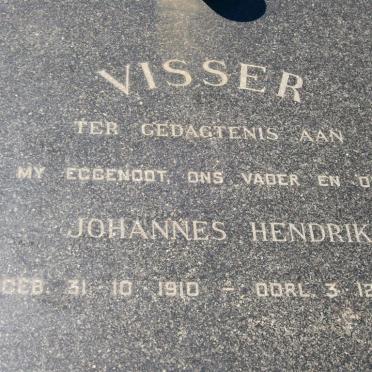 VISSER
TER GEDAGTENIS AAN
MY EGGENOOT, ONS VADER EN O
JOHANNES HENDRIK
GEB. 31 - 10 - 1910 - OORL. 3 - 12